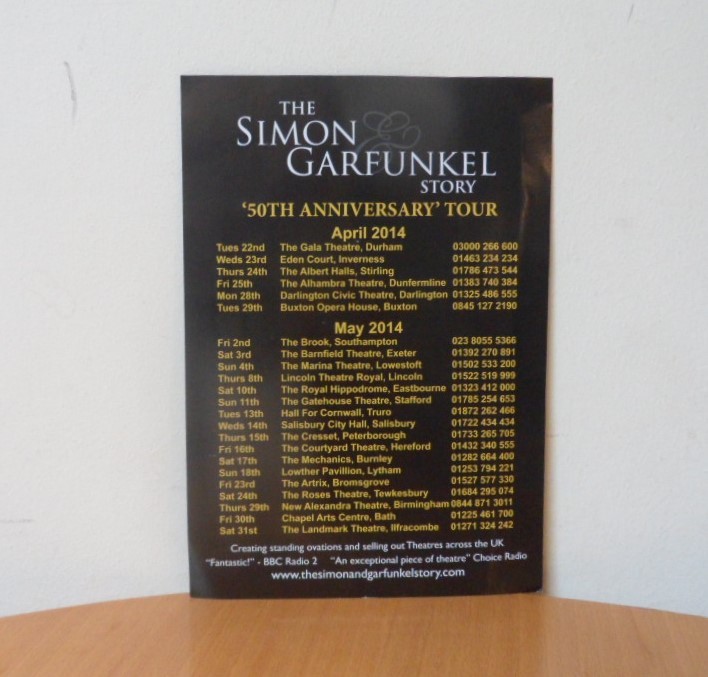 THE
SIMON &
GARFUNKEL
STORY
'50TH ANNIVERSARY' TOUR
April 2014
Tues 22nd The Gala Theatre, Durham 03000 266 600
Weds 23rd Eden Court, Inverness 01463 234 234
Thurs 24th The Albert Halls, Stirling 01786 473 544
Fri 25th The Alhambra Theatre, Dunfermline 01383 740 384
Mon 28th Darlington Civic Theatre, Darlington 01325 486 555
Tues 29th Buxton Opera House, Buxton 0845 127 2190
May 2014
Fri 2nd The Brook, Southampton 023 8055 5366
Sat 3rd The Barnfield Theatre, Exeter 01392 270 891
Sun 4th The Marina Theatre, Lowestoft 01502 533 200
Thurs 8th Lincoln Theatre Royal, Lincoln 01522 519 999
Sat 10th The Royal Hippodrome, Eastbourne 01323 412 000
Sun 11th The Gatehouse Theatre, Stafford 01785 254 653
Tues 13th Hall For Cornwall, Truro 01872 262 466
Weds 14th Salisbury City Hall, Salisbury 01722 434 434
Thurs 15th The Cresset, Peterborough 01733 265 705
Fri 16th The Courtyard Theatre, Hereford 01432 340 555
Sat 17th The Mechanics, Burnley 01282 664 400
Sun 18th Lowther Pavillion, Lytham 01253 794 221
Fri 23rd The Artrix, Bromsgrove 01527 577 330
Sat 24th The Roses Theatre, Tewkesbury 01684 295 074
Thurs 29th New Alexandra Theatre, Birmingham 0844 871 3011
Fri 30th Chapel Arts Centre, Bath 01225 461 700
Sat 31st The Landmark Theatre, Ilfracombe 01271 324 242
Creating standing ovations and selling out Theatres across the UK
"Fantastic!" - BBC Radio 2 "An exceptional piece of theatre" Choice Radio
www.thesimonandgarfunkelstory.com